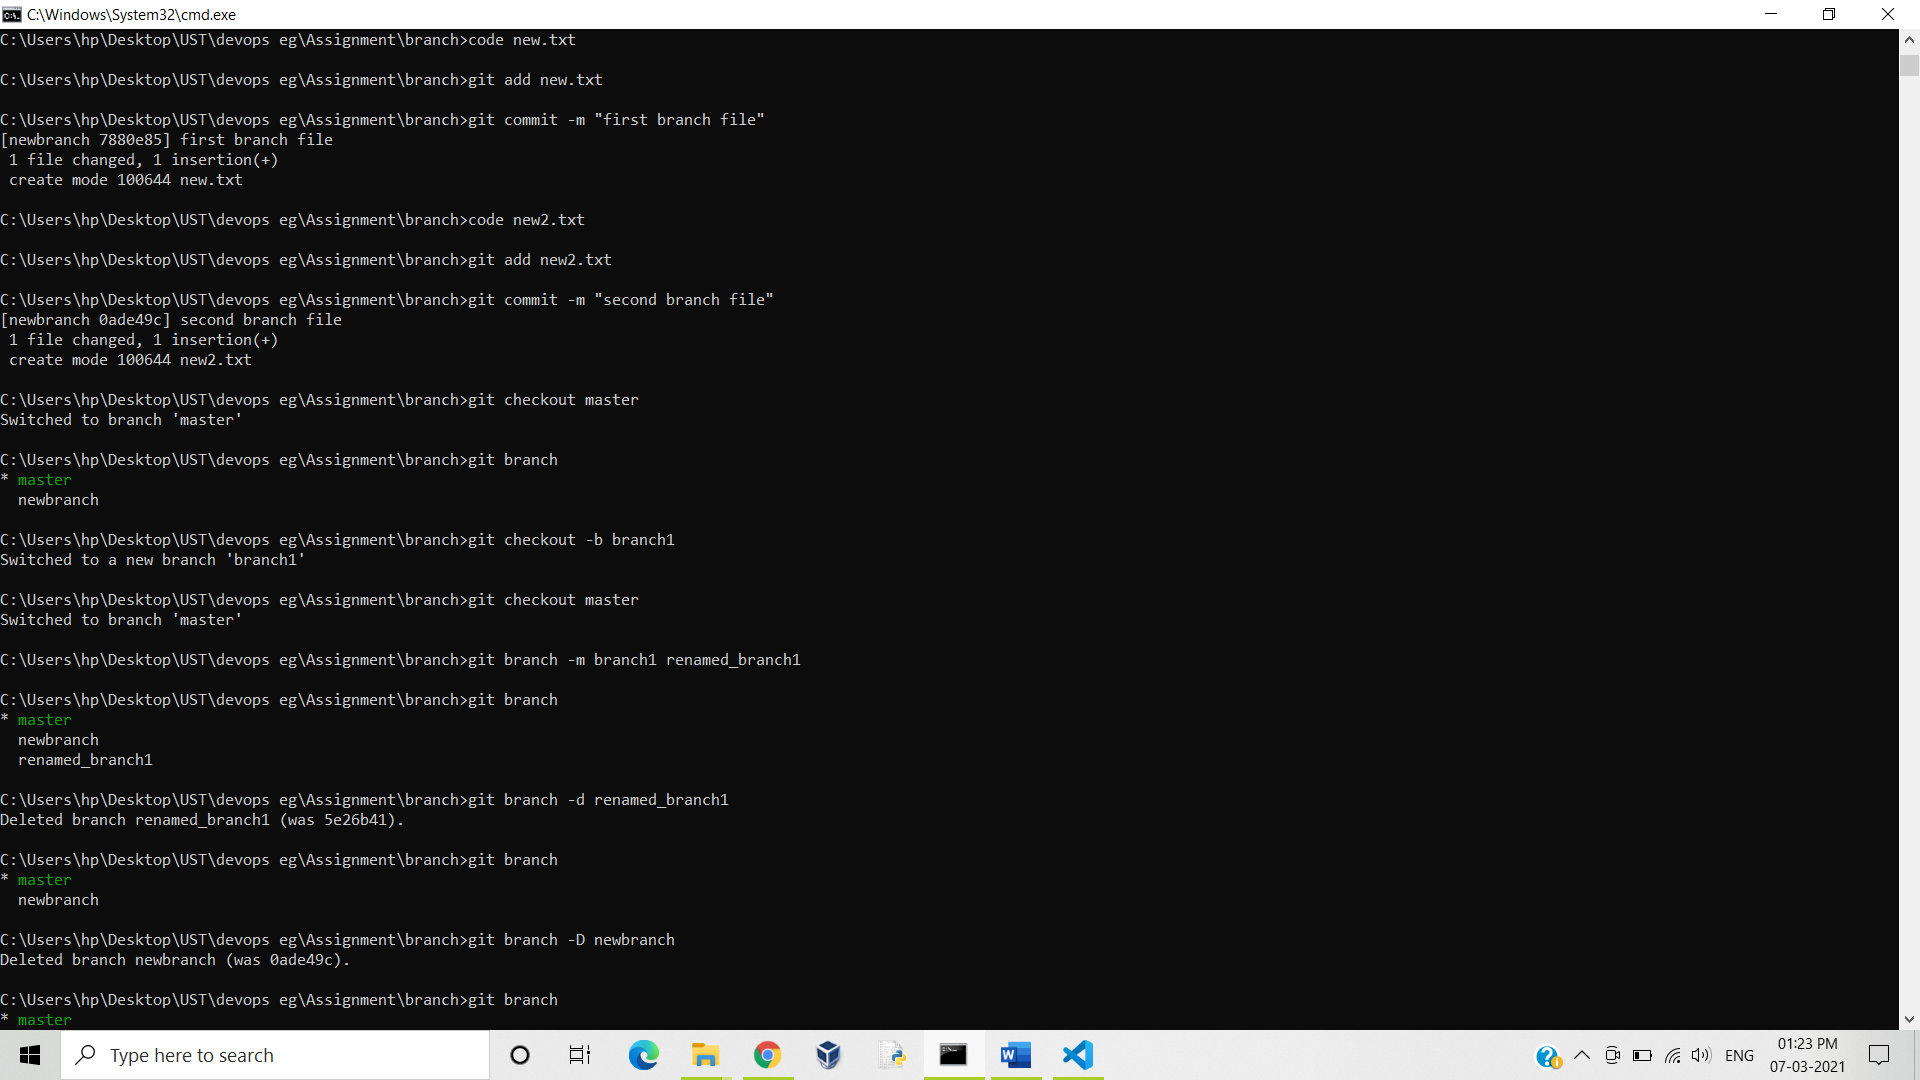 C:\Windows\System32\cmd.exe
C:\Users\hp\Desktop\UST\devops eg\Assignment\branch>code new.txt
C:\Users\hp\Desktop\UST\devops eg\Assignment\branch>git add new.txt
C:\Users\hp\Desktop\UST\devops eg\Assignment\branch>git commit -m "first branch file"
[newbranch 7880e85] first branch file
 1 file changed, 1 insertion(+)
 create mode 100644 new.txt
C:\Users\hp\Desktop\UST\devops eg\Assignment\branch>code new2.txt
C:\Users\hp\Desktop\UST\devops eg\Assignment\branch>git add new2.txt
C:\Users\hp\Desktop\UST\devops eg\Assignment\branch>git commit -m "second branch file"
[newbranch 0ade49c] second branch file
 1 file changed, 1 insertion(+)
 create mode 100644 new2.txt
C:\Users\hp\Desktop\UST\devops eg\Assignment\branch>git checkout master
Switched to branch 'master'
C:\Users\hp\Desktop\UST\devops eg\Assignment\branch>git branch
* master
  newbranch
C:\Users\hp\Desktop\UST\devops eg\Assignment\branch>git checkout -b branch1
Switched to a new branch 'branch1'
C:\Users\hp\Desktop\UST\devops eg\Assignment\branch>git checkout master
Switched to branch 'master'
C:\Users\hp\Desktop\UST\devops eg\Assignment\branch>git branch -m branch1 renamed_branch1
C:\Users\hp\Desktop\UST\devops eg\Assignment\branch>git branch
* master
  newbranch
  renamed_branch1
C:\Users\hp\Desktop\UST\devops eg\Assignment\branch>git branch -d renamed_branch1
Deleted branch renamed_branch1 (was 5e26b41).
C:\Users\hp\Desktop\UST\devops eg\Assignment\branch>git branch
* master
  newbranch
C:\Users\hp\Desktop\UST\devops eg\Assignment\branch>git branch -D newbranch
Deleted branch newbranch (was 0ade49c).
C:\Users\hp\Desktop\UST\devops eg\Assignment\branch>git branch
* master
Type here to search
ENG
01:23 PM
07-03-2021